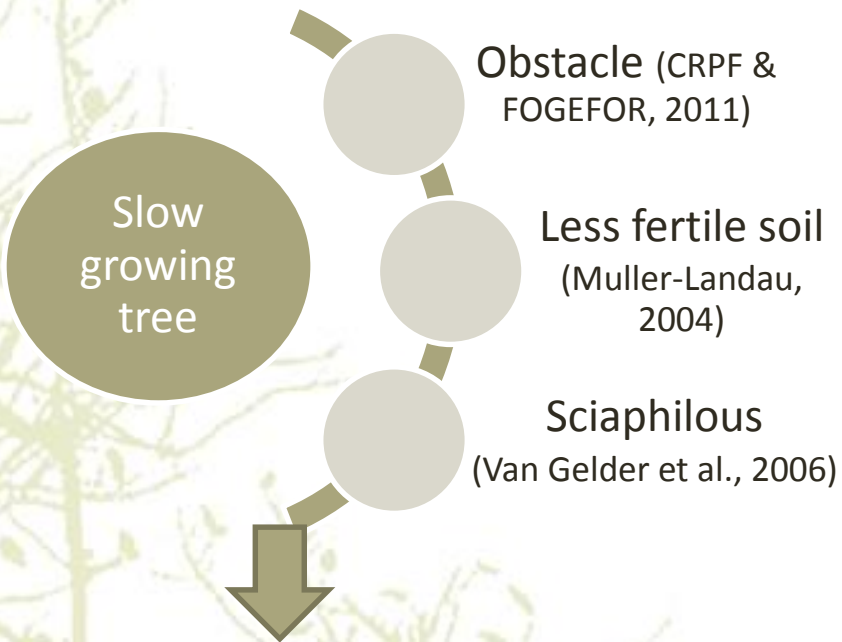 Obstacle (CRPF &
FOGEFOR, 2011)
Slow
growing
tree
Less fertile soil
(Muller-Landau,
2004)
Sciaphilous
(Van Gelder et al., 2006)